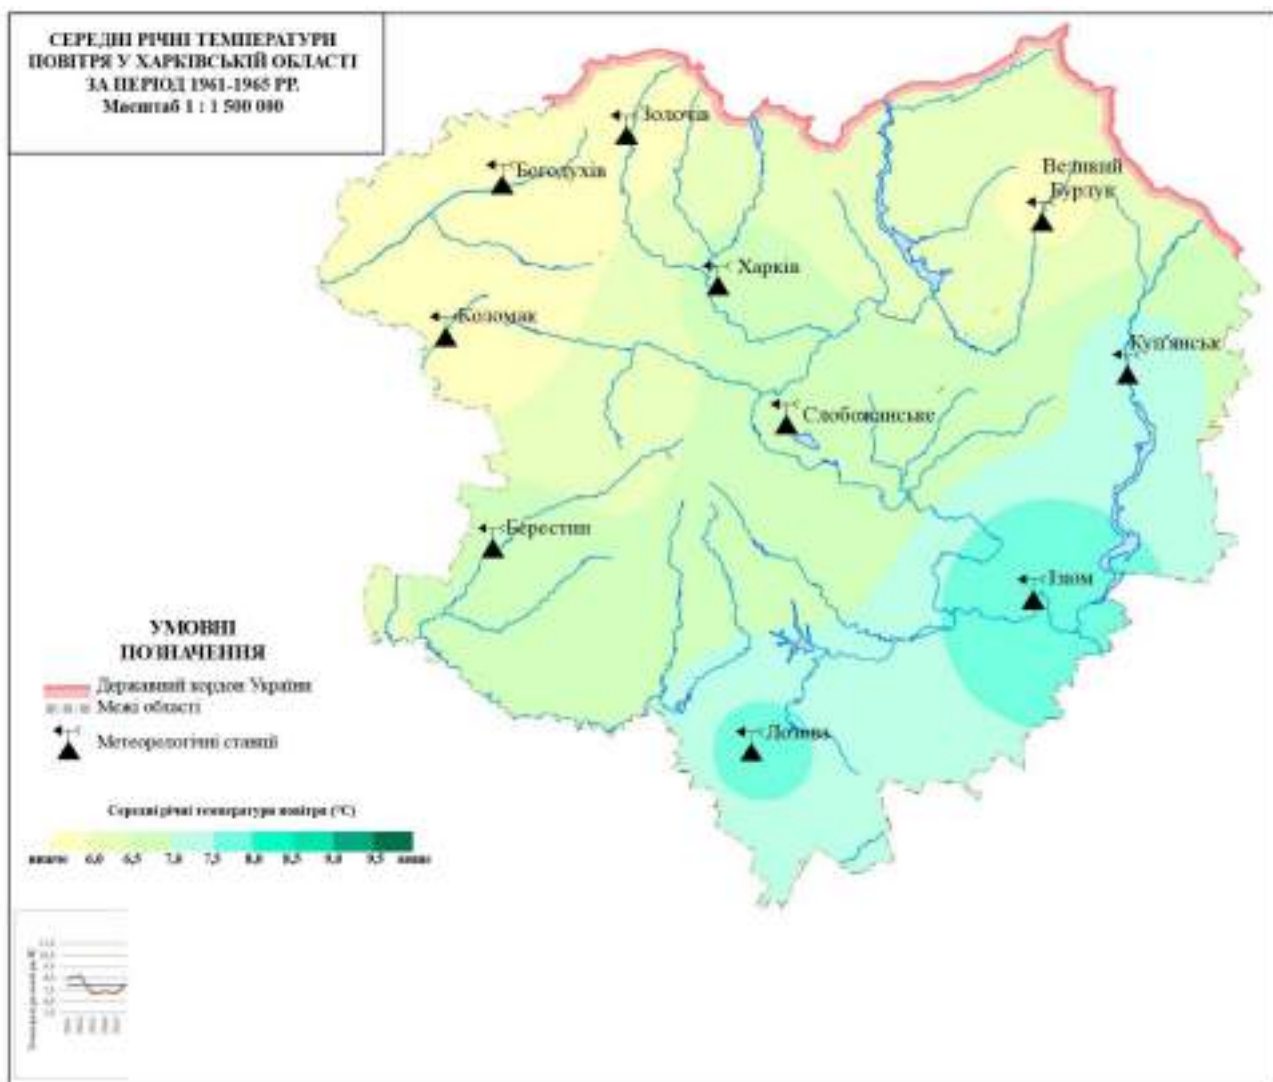 СЕРЕДНІ РІЧНІ ТЕМПЕРАТУРИ
ПОВІТРЯ У ХАРКІВСЬКІЙ ОБЛАСТІ
ЗА ПЕРІОД 1961-1965 РР.
Масштаб 1 : 1 500 000
Золочів
Богодухів
Великий
Бурлук
Харків
Коломак
Куп'янськ
Слобожанське
Берестин
Ізюм
Лозова
УМОВНІ
ПОЗНАЧЕННЯ
Державний кордон України
Межі області
Метеорологічні станції
Середні річні температури повітря (°С)
нижче 6,0 6,5 7,0 7,5 8,0 8,5 9,0 9,5 вище